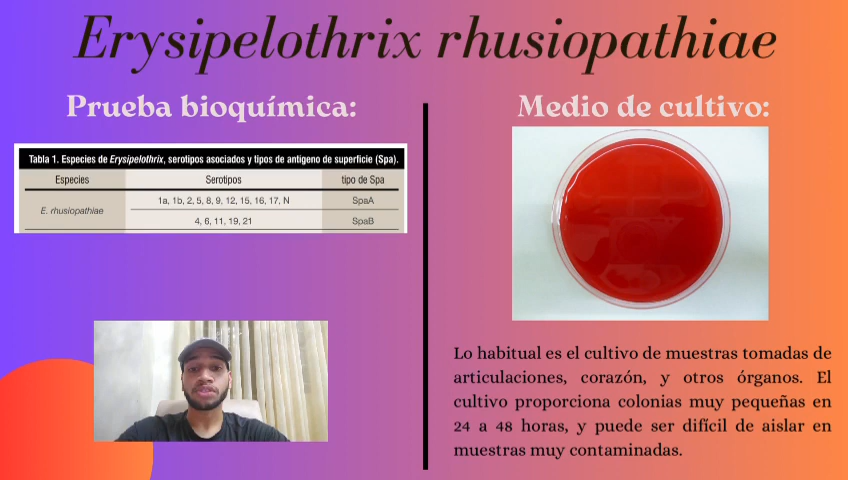 Erysipelothrix rhusiopathiae
Prueba bioquímica:
Tabla 1. Especies de Erysipelothrix, serotipos asociados y tipos de antígeno de superficie (Spa).
Especies Serotipos tipo de Spa
E. rhusiopathiae
1a, 1b, 2, 5, 8, 9, 12, 15, 16, 17, N SpaA
4, 6, 11, 19, 21 SpaB
Medio de cultivo:
Lo habitual es el cultivo de muestras tomadas de
articulaciones, corazón, y otros órganos. El
cultivo proporciona colonias muy pequeñas en
24 a 48 horas, y puede ser difícil de aislar en
muestras muy contaminadas.